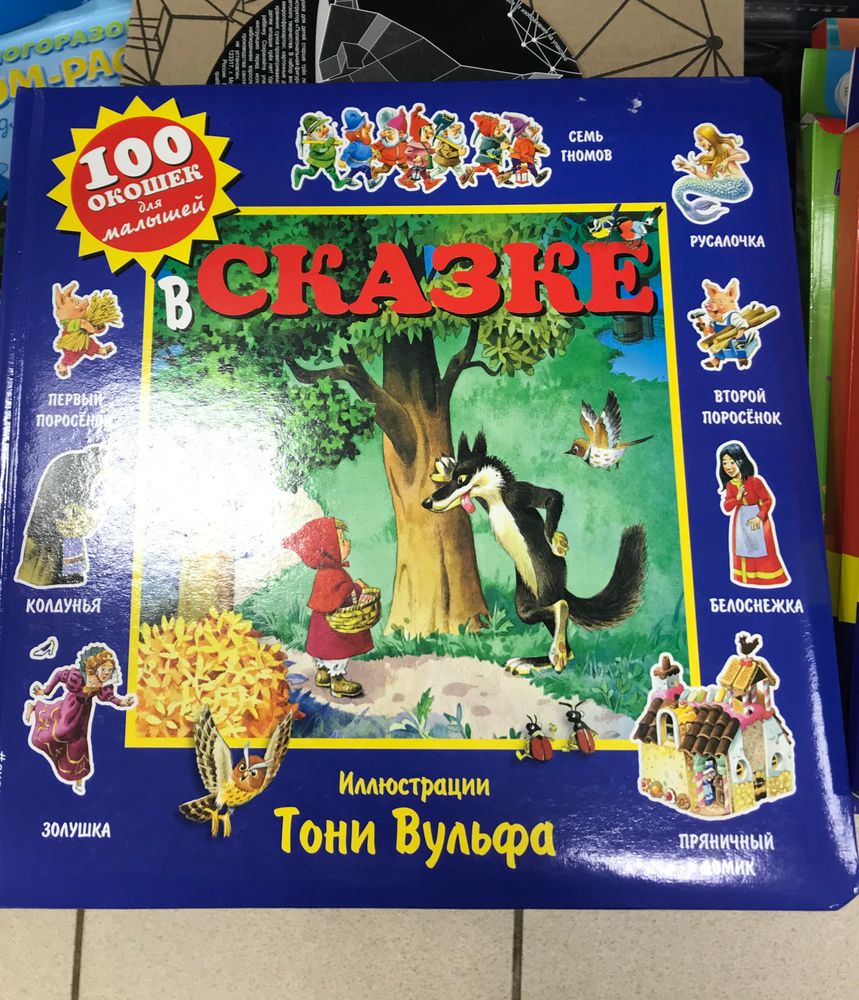 100
ОКОШЕК
для
малышей
СЕМЬ
ГНОМОВ
РУСАЛОЧКА
В СКАЗКЕ
ПЕРВЫЙ
ПОРОСЁНОК
ВТОРОЙ
ПОРОСЁНОК
КОЛДУНЬЯ
БЕЛОСНЕЖКА
ЗОЛУШКА
ПРЯНИЧНЫЙ
ДОМИК
Иллюстрации
Тони Вульфа